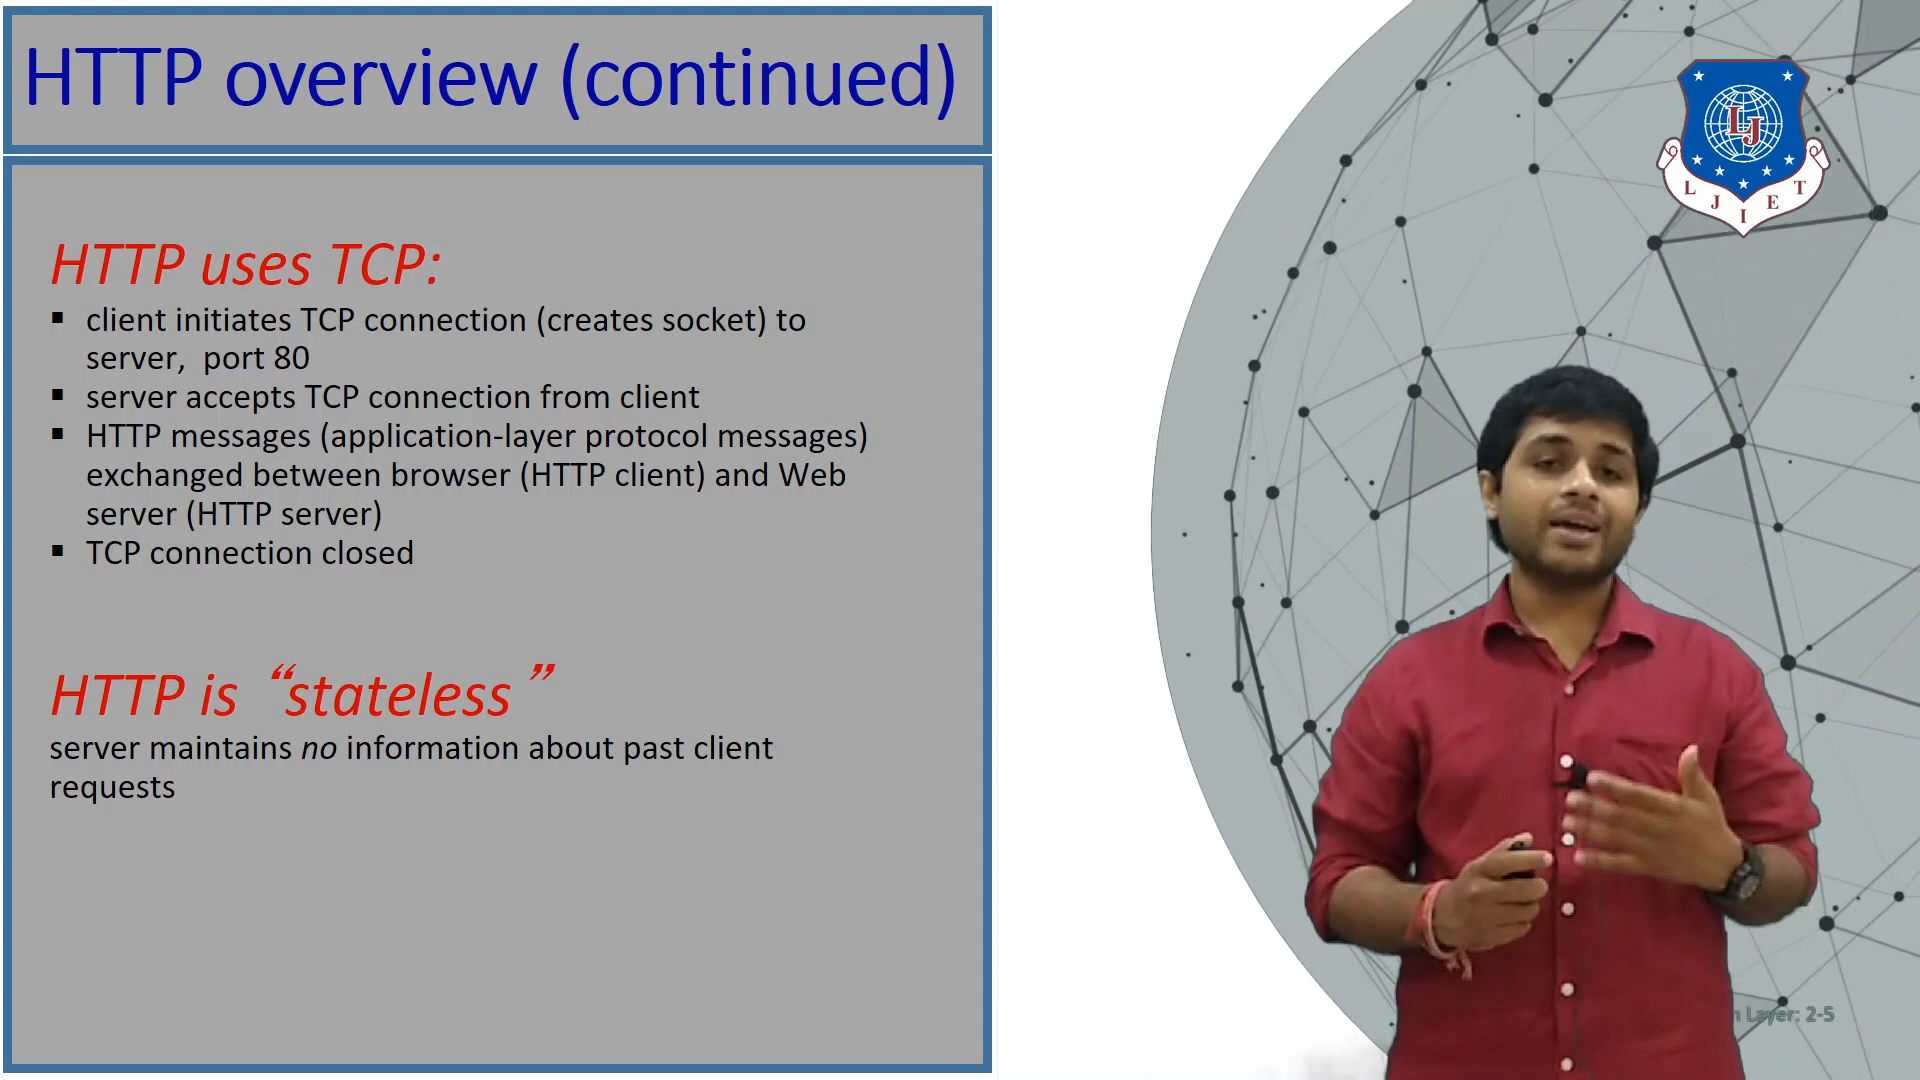 HTTP overview (continued)
HTTP uses TCP:
▪ client initiates TCP connection (creates socket) to
server, port 80
▪ server accepts TCP connection from client
▪ HTTP messages (application-layer protocol messages)
exchanged between browser (HTTP client) and Web
server (HTTP server)
▪ TCP connection closed
HTTP is “stateless”
server maintains no information about past client
requests
LJ
L J I E T
Layer: 2-5